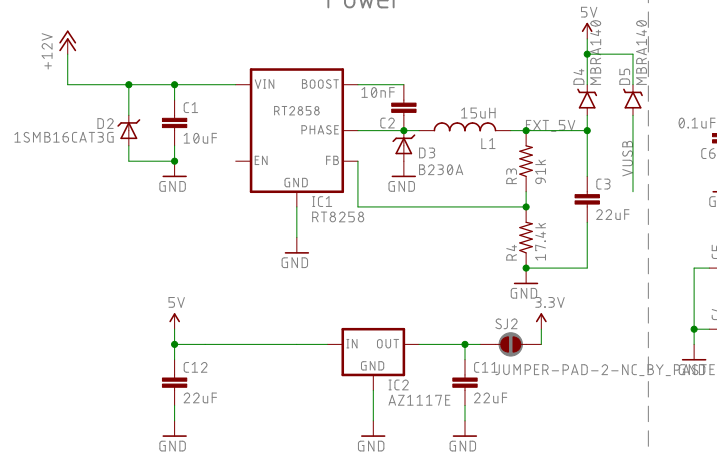 Power
+12V
5V
D4
MBRA140
D5
MBRA140
VIN
BOOST
RT2858
PHASE
EN
FB
GND
IC1
RT8258
10nF
C2
15uH
L1
EXT_5V
D2
1SMB16CAT3G
C1
10uF
GND
D3
B230A
GND
R3
91k
VUSB
C3
22uF
R4
17.4k
GND
GND
0.1uF
C6
5V
3.3V
SJ2
JUMPER-PAD-2-NC_BY_PASTE
IN
OUT
GND
IC2
AZ1117E
C12
22uF
C11
22uF
GND
GND
GND
GND
C5